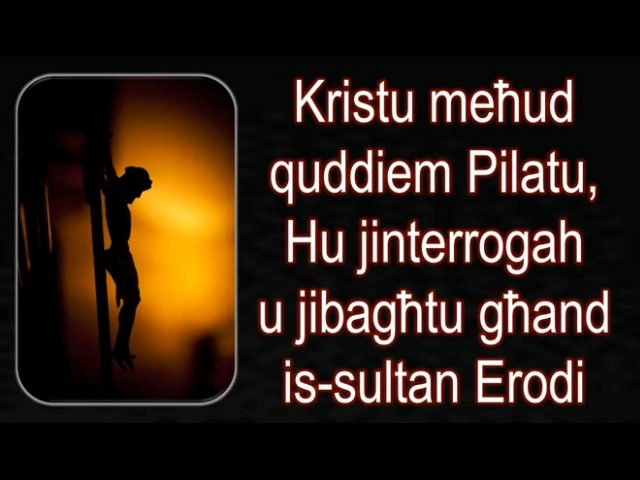 Kristu meħud
quddiem Pilatu,
Hu jinterrogah
u jibagħtu għand
is-sultan Erodi